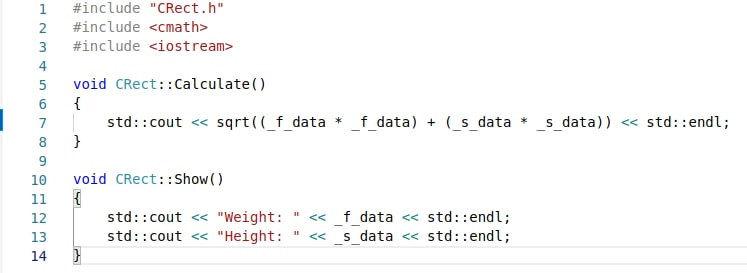 1 #include "CRect.h"
2 #include <cmath>
3 #include <iostream>
4
5 void CRect::Calculate()
6 {
7     std::cout << sqrt((_f_data * _f_data) + (_s_data * _s_data)) << std::endl;
8 }
9
10 void CRect::Show()
11 {
12     std::cout << "Weight: " << _f_data << std::endl;
13     std::cout << "Height: " << _s_data << std::endl;
14 }